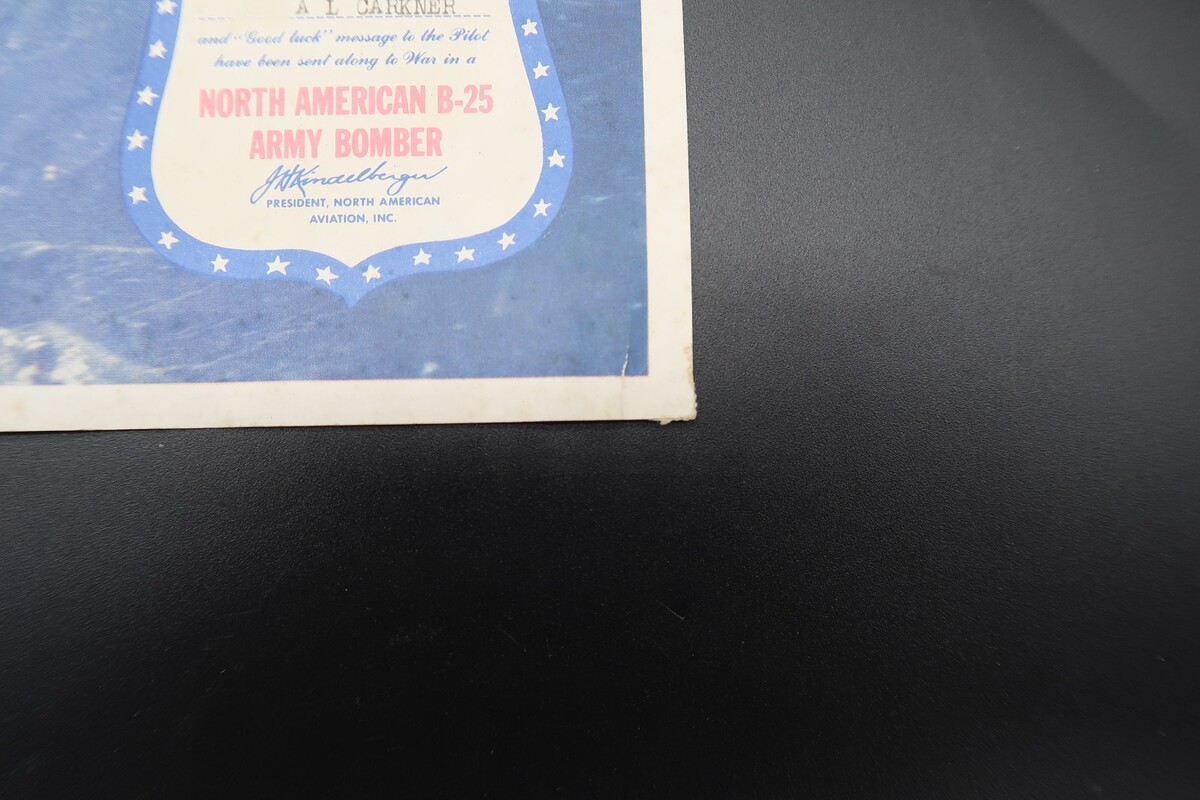 A L CARKNER
and "Good luck" message to the Pilot
have been sent along to War in a
NORTH AMERICAN B-25
ARMY BOMBER
JHKindelberger
PRESIDENT, NORTH AMERICAN
AVIATION, INC.